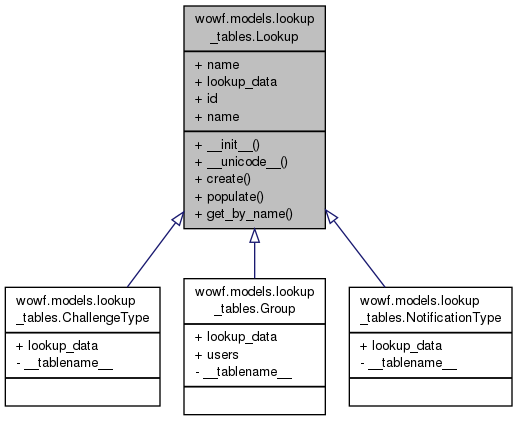 wowf.models.lookup
_tables.Lookup
+ name
+ lookup_data
+ id
+ name
+ __init__()
+ __unicode__()
+ create()
+ populate()
+ get_by_name()
wowf.models.lookup
_tables.ChallengeType
+ lookup_data
- __tablename__
wowf.models.lookup
_tables.Group
+ lookup_data
+ users
- __tablename__
wowf.models.lookup
_tables.NotificationType
+ lookup_data
- __tablename__